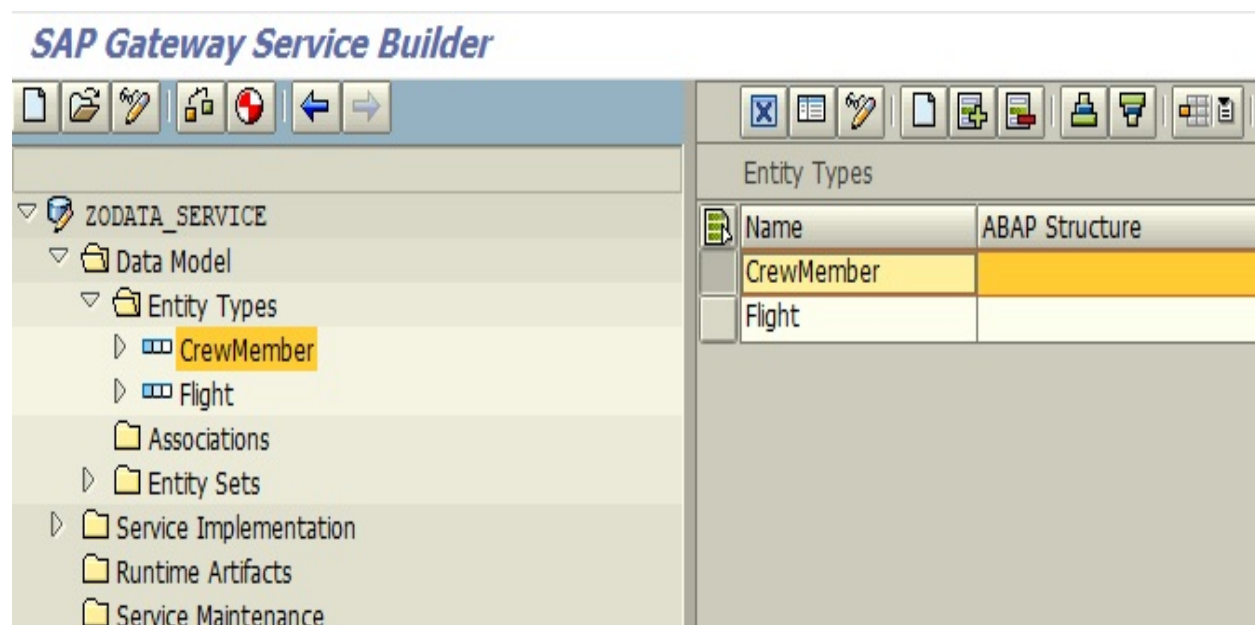 SAP Gateway Service Builder
Entity Types
ZODATA_SERVICE
Name ABAP Structure
Data Model
CrewMember
Entity Types
Flight
CrewMember
Flight
Associations
Entity Sets
Service Implementation
Runtime Artifacts
Service Maintenance